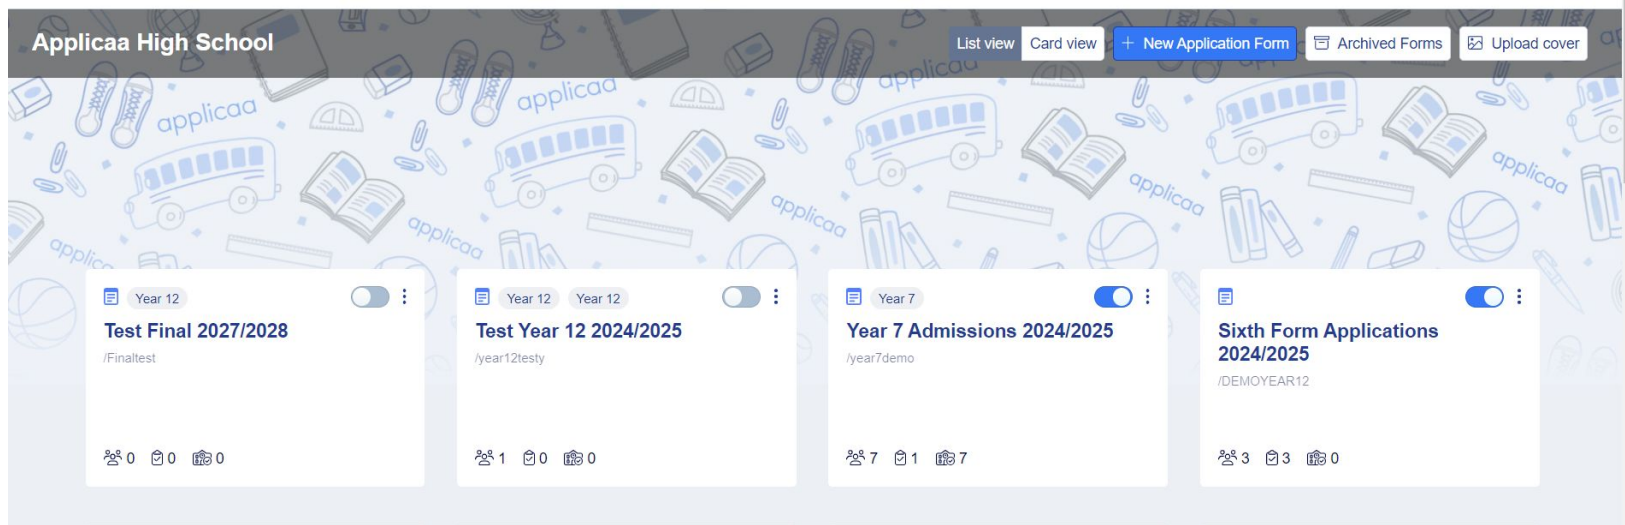 Applicaa High School
List view Card view + New Application Form Archived Forms Upload cover
applicaa applicaa applicaa
applicaa
applicaa applicaa applicaa
applicaa applicaa
Year 12
Test Final 2027/2028
/Finaltest
0 0 0
Year 12 Year 12
Test Year 12 2024/2025
/year12testy
1 0 0
Year 7
Year 7 Admissions 2024/2025
/year7demo
7 1 7
Sixth Form Applications
2024/2025
/DEMOYEAR12
3 3 0